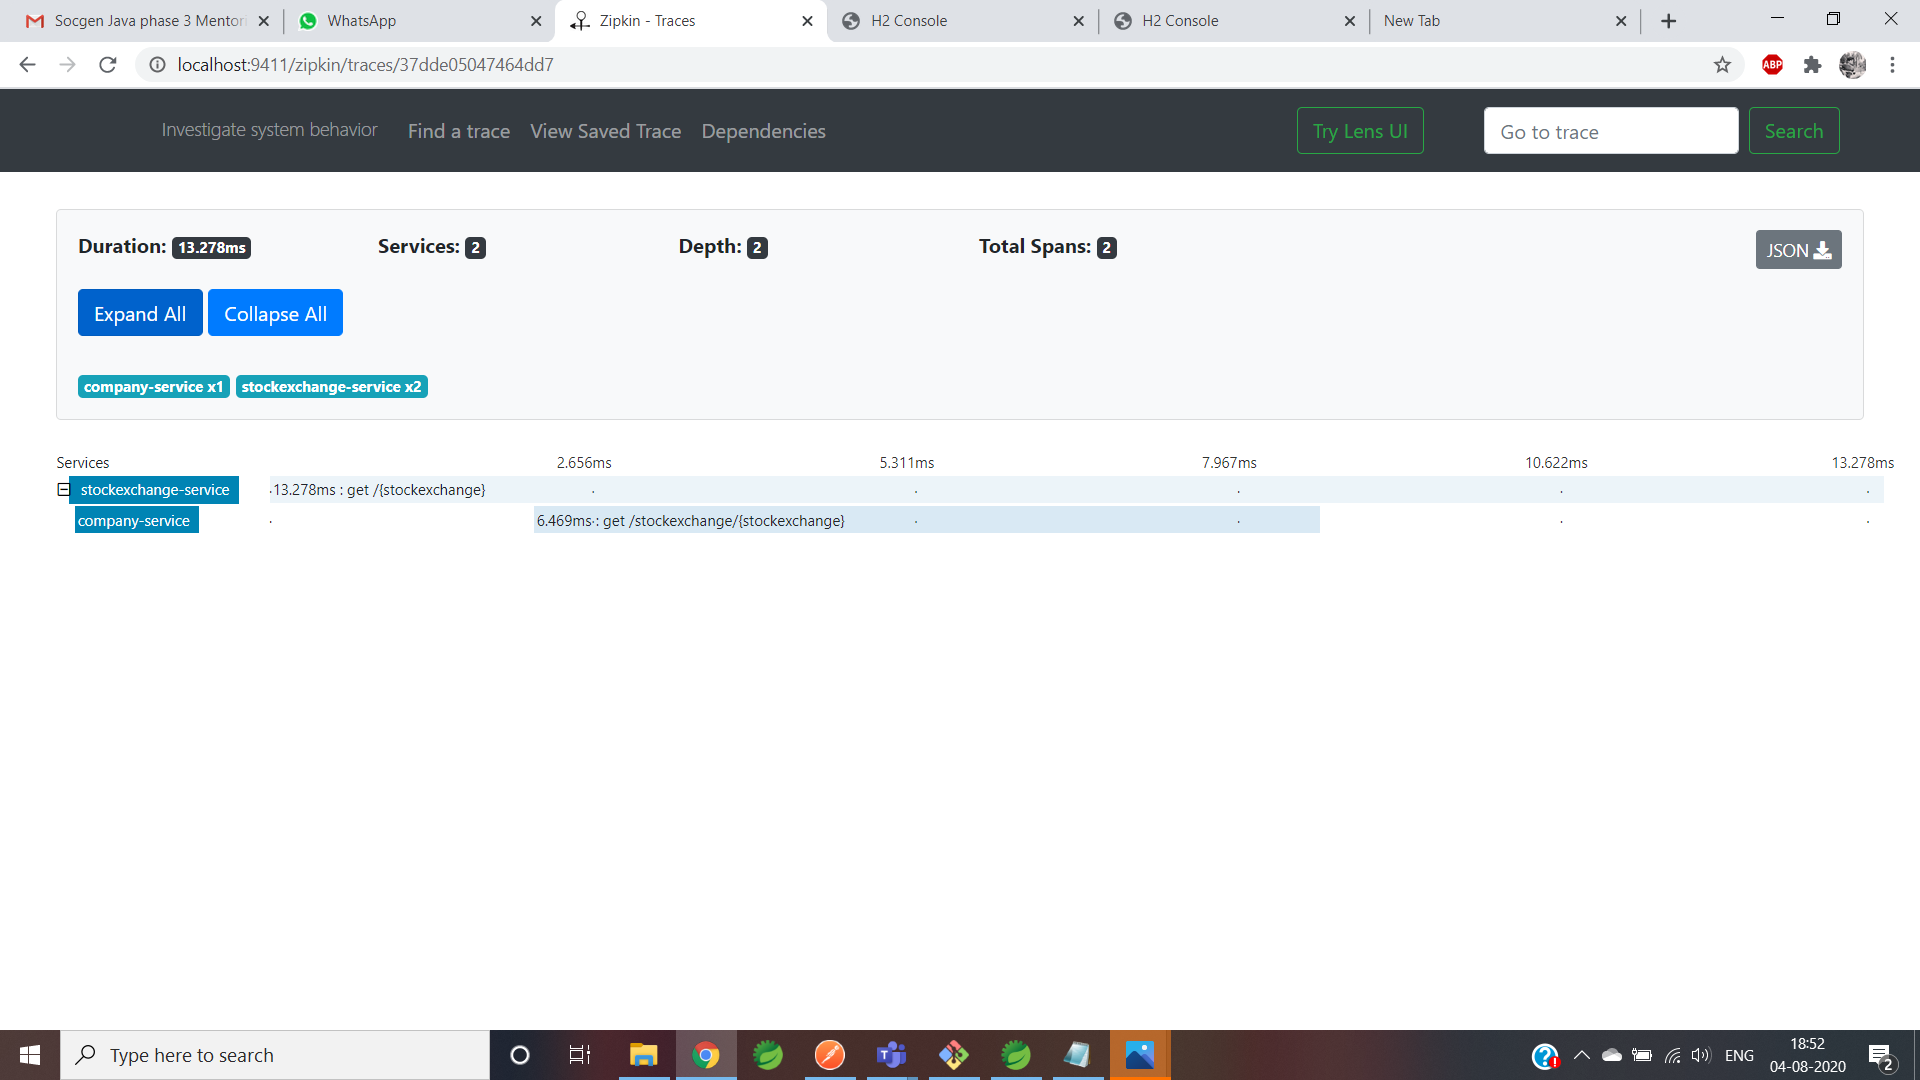 Socgen Java phase 3 Mentori
WhatsApp
Zipkin - Traces
H2 Console
H2 Console
New Tab
localhost:9411/zipkin/traces/37dde05047464dd7
ABP
Investigate system behavior
Find a trace
View Saved Trace
Dependencies
Try Lens UI
Go to trace
Search
Duration: 13.278ms
Services: 2
Depth: 2
Total Spans: 2
JSON
Expand All
Collapse All
company-service x1
stockexchange-service x2
Services
2.656ms
5.311ms
7.967ms
10.622ms
13.278ms
stockexchange-service
13.278ms : get /{stockexchange}
company-service
6.469ms : get /stockexchange/{stockexchange}
Type here to search
ENG
18:52
04-08-2020
2